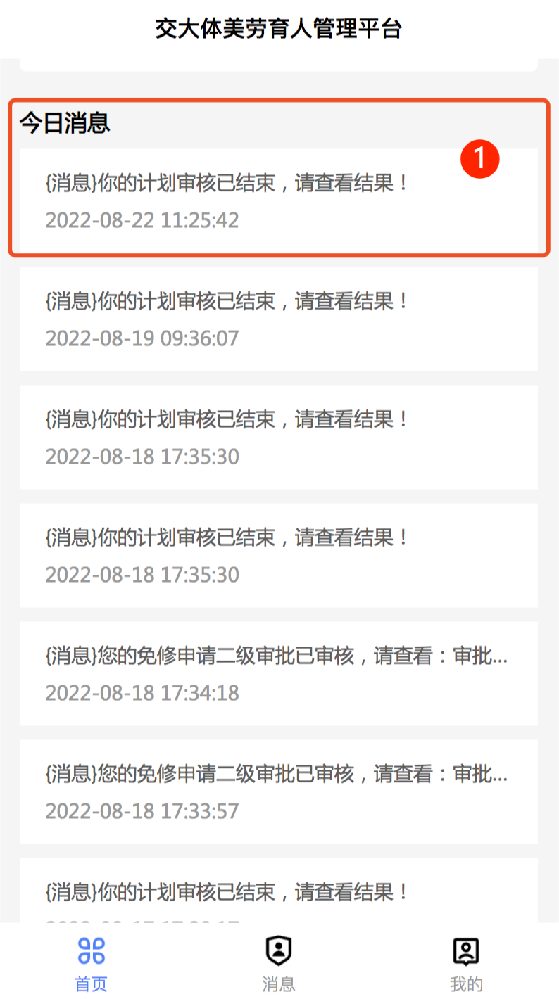 交大体美劳育人管理平台
今日消息
1
{消息}你的计划审核已结束，请查看结果！
2022-08-22 11:25:42
{消息}你的计划审核已结束，请查看结果！
2022-08-19 09:36:07
{消息}你的计划审核已结束，请查看结果！
2022-08-18 17:35:30
{消息}你的计划审核已结束，请查看结果！
2022-08-18 17:35:30
{消息}您的免修申请二级审批已审核，请查看：审批...
2022-08-18 17:34:18
{消息}您的免修申请二级审批已审核，请查看：审批...
2022-08-18 17:33:57
{消息}你的计划审核已结束，请查看结果！
首页
消息
我的